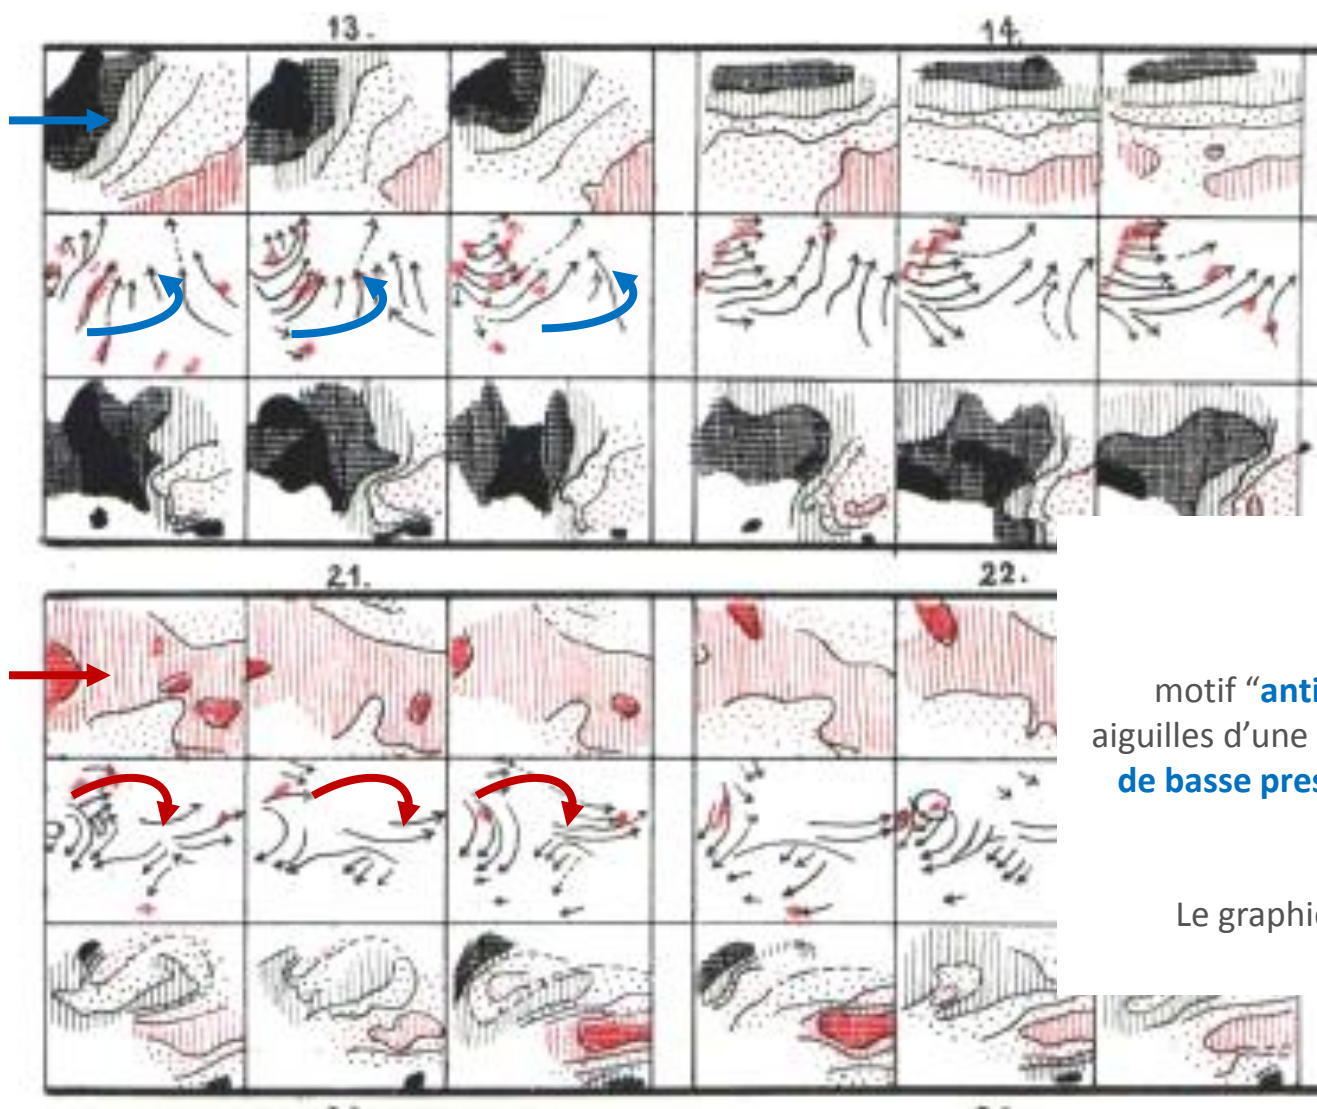 13.
14.
21.
22.
motif “anti
aiguilles d’une
de basse pres
Le graphi